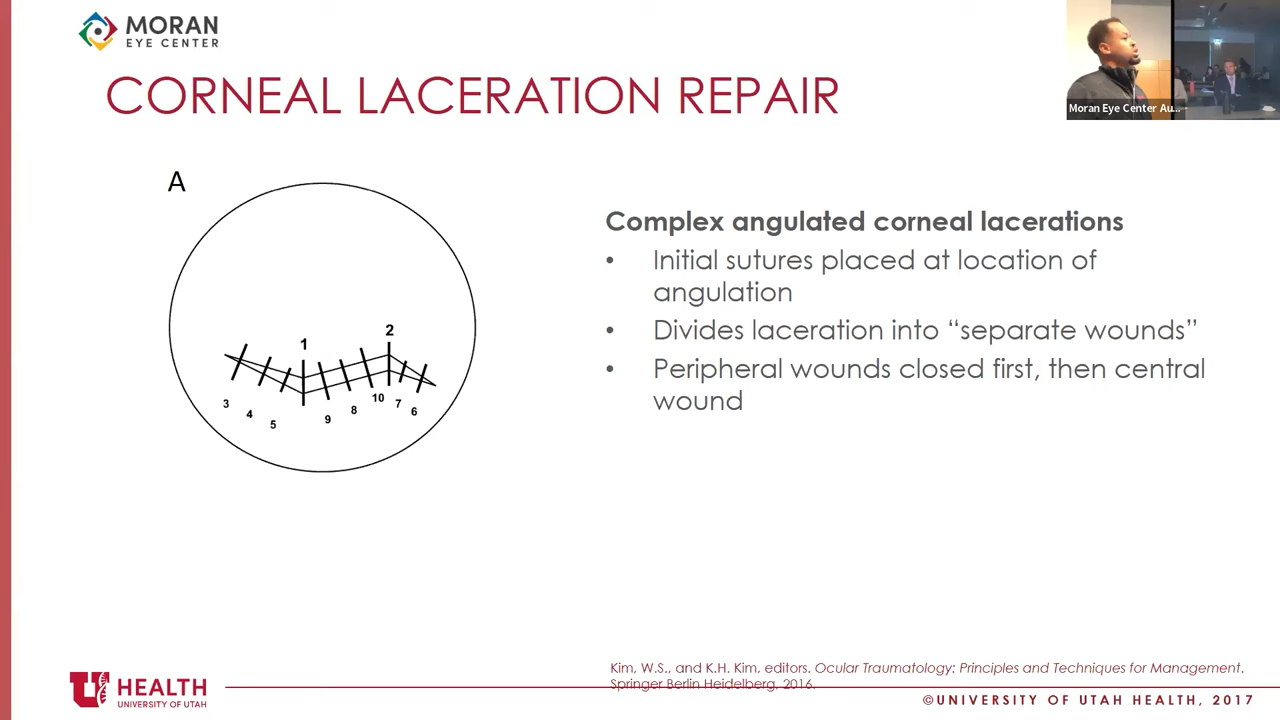 MORAN
EYE CENTER
Moran Eye Center Au...
CORNEAL LACERATION REPAIR
A
1
2
3
4
5
9
8
10
7
6
Complex angulated corneal lacerations
• Initial sutures placed at location of
angulation
• Divides laceration into “separate wounds”
• Peripheral wounds closed first, then central
wound
Kim, W.S., and K.H. Kim, editors. Ocular Traumatology: Principles and Techniques for Management.
Springer Berlin Heidelberg, 2016.
U HEALTH
UNIVERSITY OF UTAH
©UNIVERSITY OF UTAH HEALTH, 2017